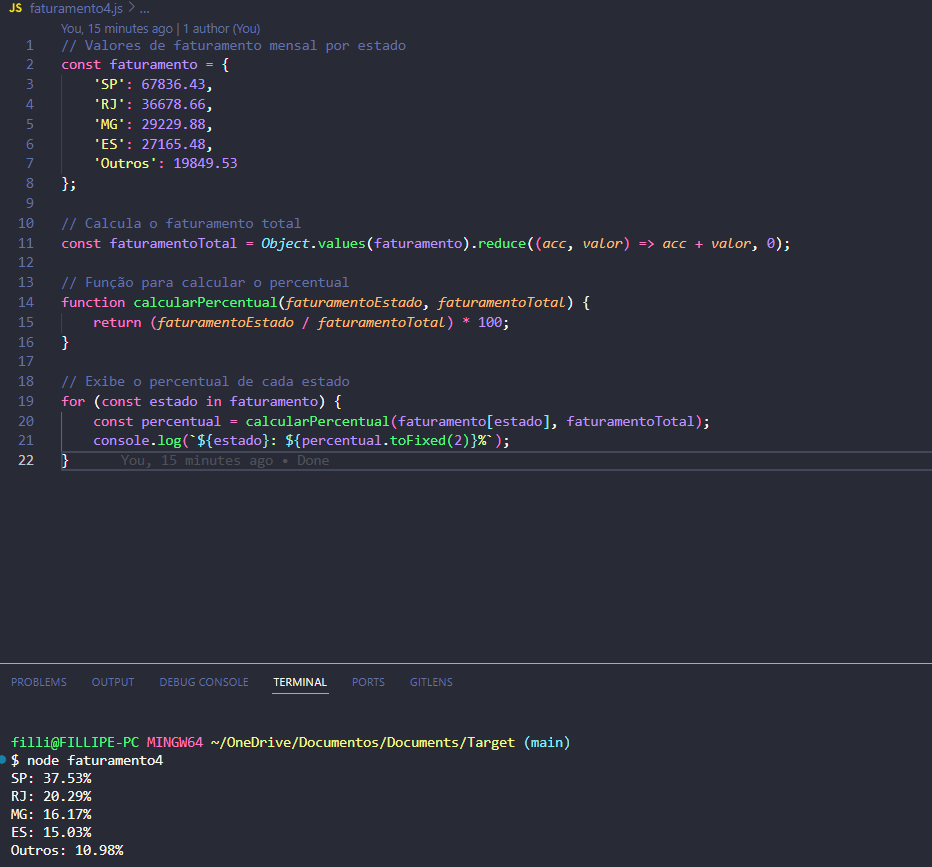 JS faturamento4.js > ...
You, 15 minutes ago | 1 author (You)
1 // Valores de faturamento mensal por estado
2 const faturamento = {
3     'SP': 67836.43,
4     'RJ': 36678.66,
5     'MG': 29229.88,
6     'ES': 27165.48,
7     'Outros': 19849.53
8 };
9
10 // Calcula o faturamento total
11 const faturamentoTotal = Object.values(faturamento).reduce((acc, valor) => acc + valor, 0);
12
13 // Função para calcular o percentual
14 function calcularPercentual(faturamentoEstado, faturamentoTotal) {
15     return (faturamentoEstado / faturamentoTotal) * 100;
16 }
17
18 // Exibe o percentual de cada estado
19 for (const estado in faturamento) {
20     const percentual = calcularPercentual(faturamento[estado], faturamentoTotal);
21     console.log(`${estado}: ${percentual.toFixed(2)}%`);
22 }     You, 15 minutes ago • Done
PROBLEMS OUTPUT DEBUG CONSOLE TERMINAL PORTS GITLENS
filli@FILLIPE-PC MINGW64 ~/OneDrive/Documentos/Documents/Target (main)
$ node faturamento4
SP: 37.53%
RJ: 20.29%
MG: 16.17%
ES: 15.03%
Outros: 10.98%